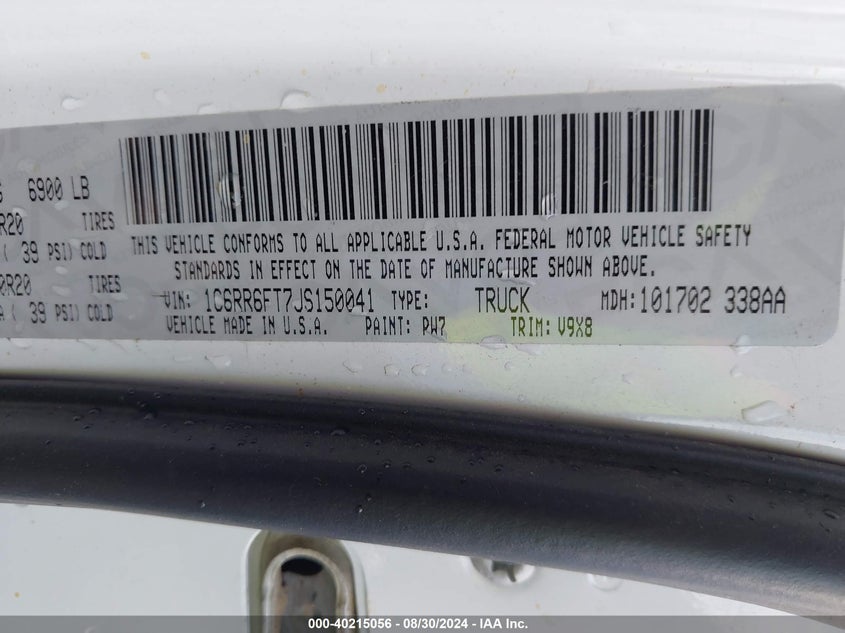 6900 LB
R20 TIRES
( 39 PSI) COLD
0R20 TIRES
( 39 PSI) COLD
THIS VEHICLE CONFORMS TO ALL APPLICABLE U.S.A. FEDERAL MOTOR VEHICLE SAFETY
STANDARDS IN EFFECT ON THE DATE OF MANUFACTURE SHOWN ABOVE.
VIN: 1C6RR6FT7JS150041 TYPE: TRUCK MDH: 101702 338AA
VEHICLE MADE IN U.S.A. PAINT: PW7 TRIM: V9X8
000-40215056 - 08/30/2024 - IAA Inc.